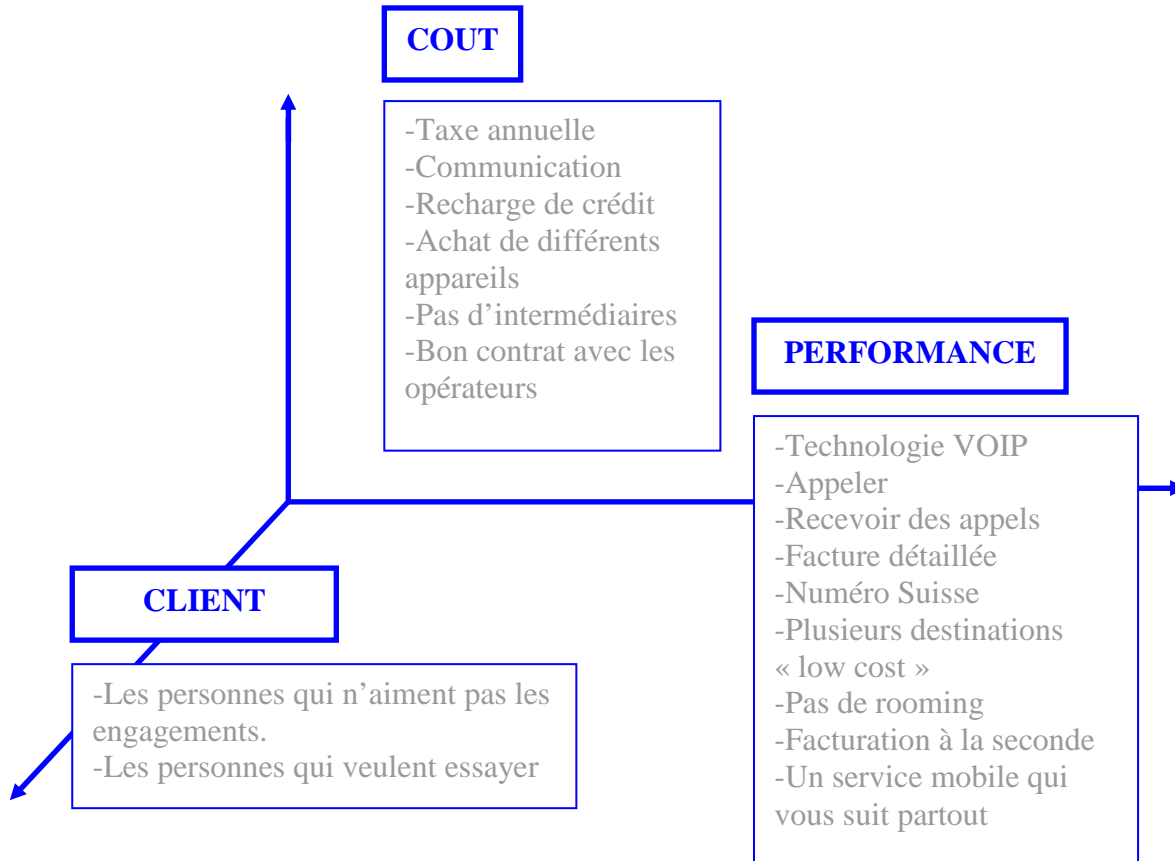 COUT
-Taxe annuelle
-Communication
-Recharge de crédit
-Achat de différents
appareils
-Pas d’intermédiaires
-Bon contrat avec les
opérateurs
PERFORMANCE
-Technologie VOIP
-Appeler
-Recevoir des appels
-Facture détaillée
-Numéro Suisse
-Plusieurs destinations
« low cost »
-Pas de rooming
-Facturation à la seconde
-Un service mobile qui
vous suit partout
CLIENT
-Les personnes qui n’aiment pas les
engagements.
-Les personnes qui veulent essayer